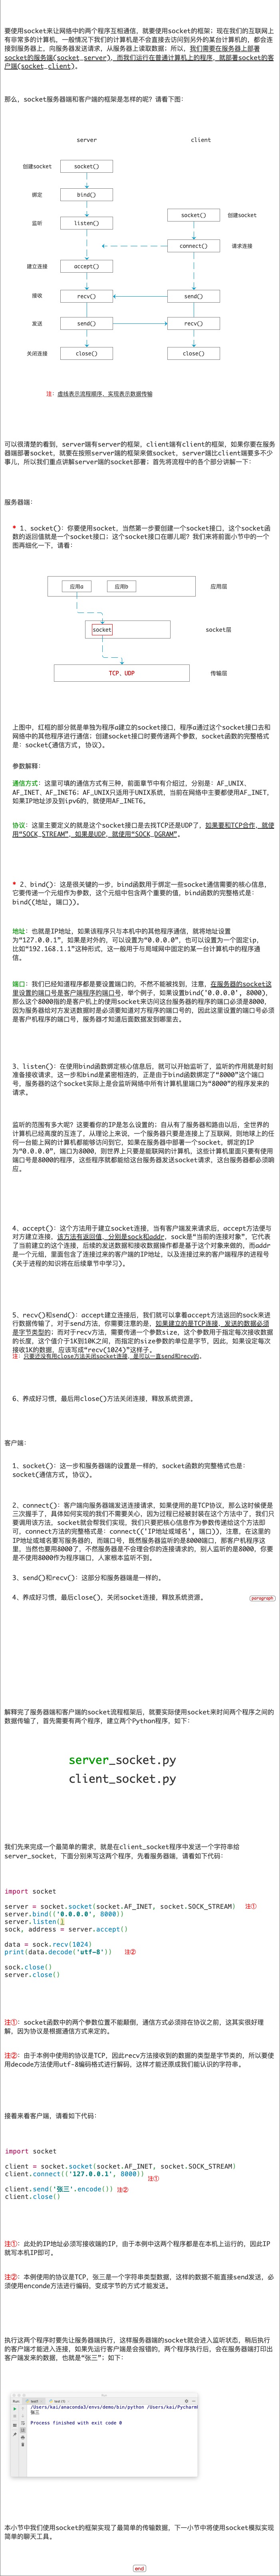 要使用socket来让网络中的两个程序互相通信，就要使用socket的框架；现在我们的互联网上
有非常多的计算机，一般情况下我们的计算机是不会直接去访问到另外的某台计算机的，都会连
接到服务器上，向服务器发送请求，从服务器上读取数据；所以，我们需要在服务器上部署
socket的服务端(socket_server)，而我们运行在普通计算机上的程序，就部署socket的客
户端(socket_client)。
那么，socket服务器端和客户端的框架是怎样的呢？请看下图：
server
client
创建socket
socket()
绑定
bind()
监听
listen()
socket()
创建socket
connect()
请求连接
建立连接
accept()
接收
recv()
send()
发送
send()
recv()
关闭连接
close()
close()
注：虚线表示流程顺序，实现表示数据传输
可以很清楚的看到，server端有server的框架，client端有client的框架，如果你要在服务
器端部署socket，就要在按照server端的框架来做socket，server端比client端要多不少
事儿，所以我们重点讲解server端的socket部署；首先将流程中的各个部分讲解一下：
服务器端：
* 1、socket()：你要使用socket，当然第一步要创建一个socket接口，这个socket函
数的返回值就是一个socket接口；这个socket接口在哪儿呢？我们来将前面小节中的一个
图再细化一下，请看：
应用a
应用b
应用层
socket
socket层
TCP、UDP
传输层
上图中，红框的部分就是单独为程序a建立的socket接口，程序a通过这个socket接口去和
网络中的其他程序进行通信；创建socket接口时要传递两个参数，socket函数的完整格式
是：socket(通信方式, 协议)。
参数解释：
通信方式：这里可填的通信方式有三种，前面章节中有介绍过，分别是：AF_UNIX、
AF_INET、AF_INET6；AF_UNIX只适用于UNIX系统，当前在网络中主要都使用AF_INET，
如果IP地址涉及到ipv6的，就使用AF_INET6。
协议：这里主要定义的就是这个socket接口是去找TCP还是UDP了，如果要和TCP合作，就使
用“SOCK_STREAM”，如果是UDP，就使用“SOCK_DGRAM”。
* 2、bind()：这是很关键的一步，bind函数用于绑定一些socket通信需要的核心信息，
它要传递一个元组作为参数，这个元组中包含两个重要的值，bind函数的完整格式是：
bind((地址, 端口))。
地址：也就是IP地址，如果该程序只与本机中的其他程序通信，就将地址设置
为“127.0.0.1”，如果是对外的，可以设置为“0.0.0.0”，也可以设置为一个固定ip，
比如“192.168.1.1”这种形式，这一般用于与局域网中固定的某一台计算机中的程序通
信。
端口：我们已经知道程序都是要设置端口的，不然不能被找到，注意，在服务器的socket这
里设置的端口号是客户端程序的端口号，举个例子，如果设置bind('0.0.0.0', 8000)，
那么这个8000指的是客户机上的使用socket来访问这台服务器的程序的端口必须是8000，
因为服务器给对方发送数据时是必须要知道对方程序的端口号的，因此这里设置的端口号必须
是客户机程序的端口号，服务器才知道后面数据发到哪里去。
3、listen()：在使用bind函数绑定核心信息后，就可以开始监听了，监听的作用就是时刻
准备接收请求，这一步和bind是紧密相连的，正是由于bind函数绑定了“8000”这个端口
号，服务器的这个socket实际上是会监听网络中所有计算机里端口为“8000”的程序发来的
请求。
监听的范围有多大呢？这要看你的IP是怎么设置的；自从有了服务器和路由以后，全世界的
计算机已经高度的互连了，从理论上来说，一个服务器只要是连接上了互联网，则地球上的任
何一台能上网的计算机都能连接访问到它；如果在服务器中部署一个socket，绑定的IP
为“0.0.0.0”，端口为8000，则世界上只要是能联网的计算机，这些计算机里面只要有使用
端口号是8000的程序，这些程序就都能给这台服务器发送socket请求，这台服务器都必须响
应。
4、accept()：这个方法用于建立socket连接，当有客户端发来请求后，accept方法便与
对方建立连接，该方法有返回值，分别是sock和addr，sock是“当前的连接对象”，它代表
了当前建立的这个连接，后续的发送数据和接收数据操作都是基于这个对象来做的，而addr
是一个元组，里面包含了连接过来的客户端的IP地址，以及连接过来的客户端程序的进程号
(关于进程的知识将在后续章节中学习)。
5、recv()和send()：accept建立连接后，我们就可以拿着accept方法返回的sock来进
行数据传输了，对于send方法，你需要注意的是，如果建立的是TCP连接，发送的数据必须
是字节类型的；而对于recv方法，需要传递一个参数size，这个参数用于指定每次接收数据
的长度，这个值介于1K到10K之间，而指定的size参数的单位是字节，因此，如果设定每次
接收1K的数据，应该写成“recv(1024)”这样子。
注：只要还没有用close方法关闭socket连接，是可以一直send和recv的。
6、养成好习惯，最后用close()方法关闭连接，释放系统资源。
客户端：
1、socket()：这一步和服务器端的设置是一样的，socket函数的完整格式也是：
socket(通信方式, 协议)。
2、connect()：客户端向服务器端发送连接请求，如果使用的是TCP协议，那么这时候便是
三次握手了，具体如何实现的我们不需要关心，因为过程已经被封装在这个方法中了，我们只
要调用该方法，socket就会帮我们实现，我们只要把核心信息作为参数传递给这个方法即
可，connect方法的完整格式是：connect(('IP地址或域名', 端口))，注意，在这里的
IP地址或域名要写服务器的，而端口号，既然服务器监听的是8000端口，那客户机程序这
里，当然也要用8000了，不然服务器是不会理会你的连接请求的，别人监听的是8000，你要
是不使用8000作为程序端口，人家根本监听不到。
3、send()和recv()：这部分和服务器端是一样的。
4、养成好习惯，最后close()，关闭socket连接，释放系统资源。
paragraph
解释完了服务器端和客户端的socket流程框架后，就要实际使用socket来时间两个程序之间的
数据传输了，首先需要有两个程序，建立两个Python程序，如下：
server_socket.py
client_socket.py
我们先来完成一个最简单的需求，就是在client_socket程序中发送一个字符串给
server_socket，下面分别来写这两个程序，先看服务器端，请看如下代码：
import socket
server = socket.socket(socket.AF_INET, socket.SOCK_STREAM) 注①
server.bind(('0.0.0.0', 8000))
server.listen()
sock, address = server.accept()
data = sock.recv(1024)
print(data.decode('utf-8')) 注②
sock.close()
server.close()
注①：socket函数中的两个参数位置不能颠倒，通信方式必须排在协议之前，这其实很好理
解，因为协议是根据通信方式来定的。
注②：由于本例中使用的协议是TCP，因此recv方法接收到的数据的类型是字节类的，所以要使
用decode方法使用utf-8编码格式进行解码，这样才能还原成我们能认识的字符串。
接着来看客户端，请看如下代码：
import socket
client = socket.socket(socket.AF_INET, socket.SOCK_STREAM)
client.connect(('127.0.0.1', 8000))
注①
client.send('张三'.encode()) 注②
client.close()
注①：此处的IP地址必须写接收端的IP，由于本例中这两个程序都是在本机上运行的，因此IP
就写本机IP即可。
注②：本例使用的协议是TCP，张三是一个字符串类型数据，这样的数据不能直接send发送，必
须使用enconde方法进行编码，变成字节的方式才能发送。
执行这两个程序时要先让服务器端执行，这样服务器端的socket就会进入监听状态，稍后执行
的客户端才能进入连接，如果先运行客户端是会报错的，两个程序执行后，会在服务器端打印出
客户端发来的数据，也就是“张三”；如下：
Run:
/Users/kai/anaconda3/envs/demo/bin/python /Users/kai/Pycharm
张三
Process finished with exit code 0
本小节中我们使用socket的框架实现了最简单的传输数据，下一小节中将使用socket模拟实现
简单的聊天工具。
end